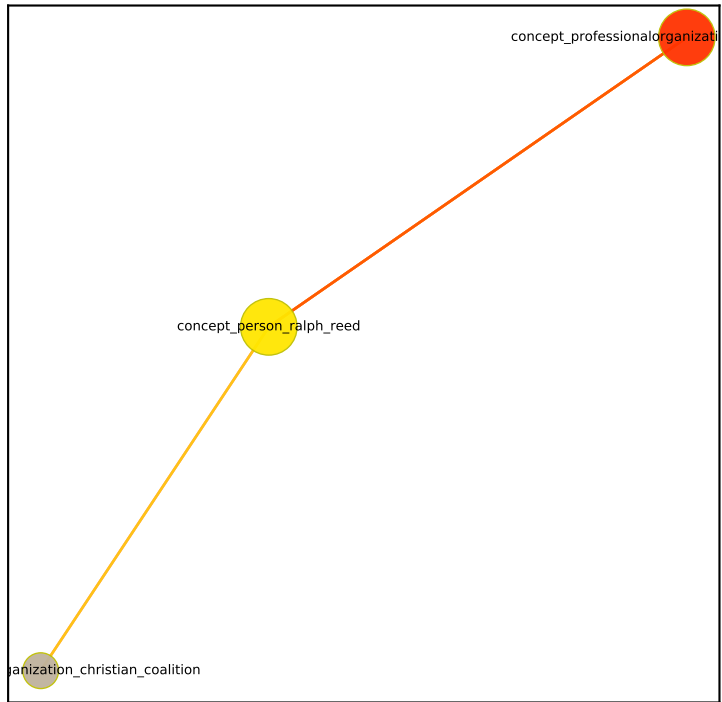 concept_professionalorganizati
concept_person_ralph_reed
ganization_christian_coalition